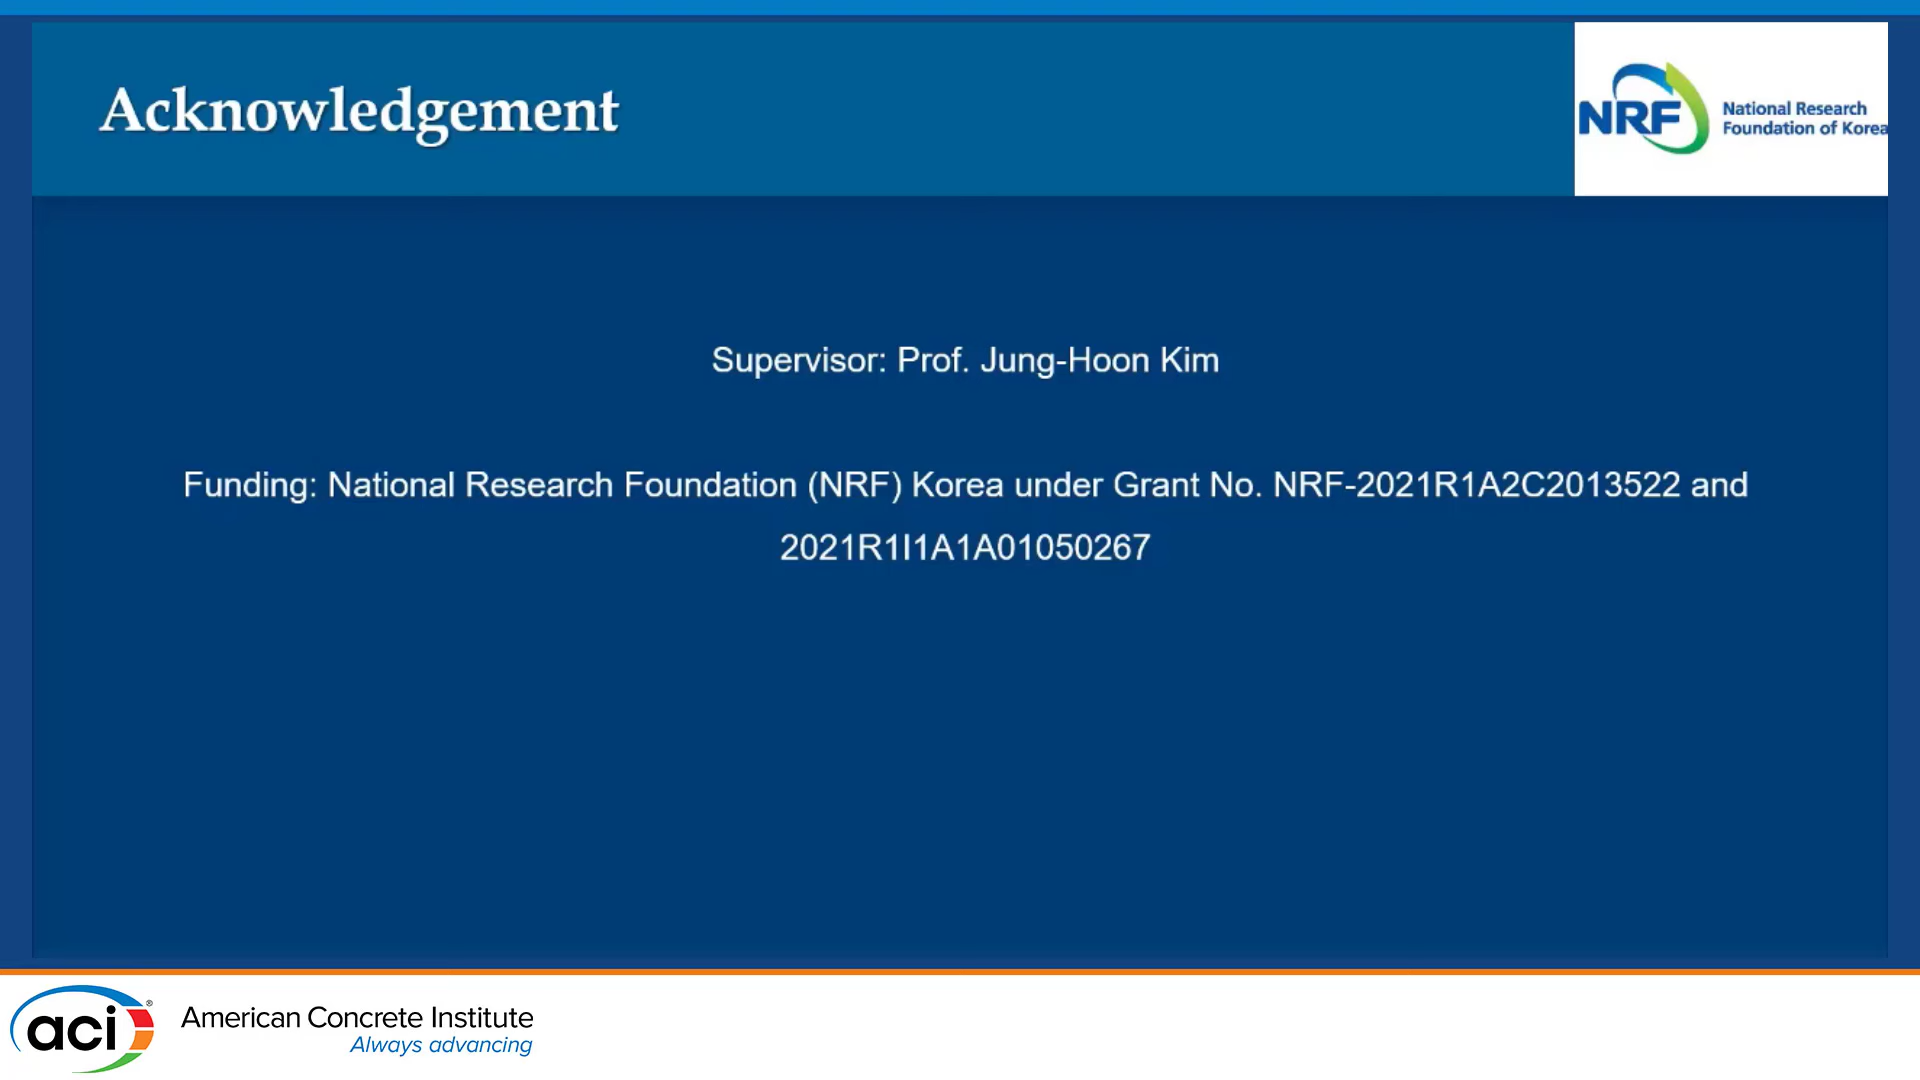 Acknowledgement
NRF
National Research
Foundation of Korea
Supervisor: Prof. Jung-Hoon Kim
Funding: National Research Foundation (NRF) Korea under Grant No. NRF-2021R1A2C2013522 and
2021R1I1A1A01050267
aci®
American Concrete Institute
Always advancing